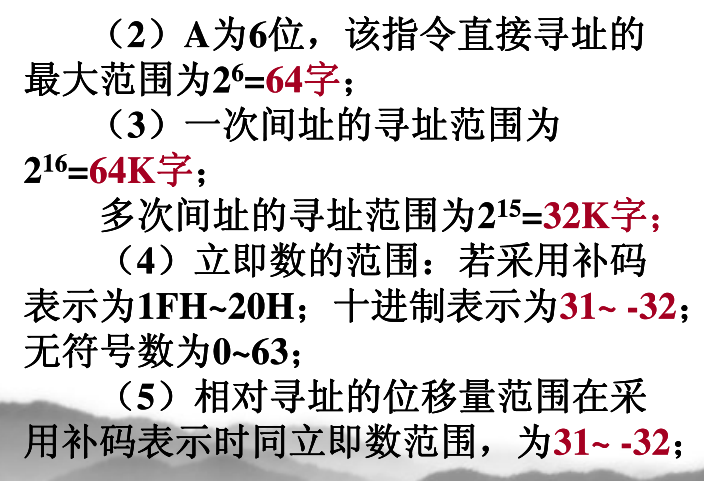 （2）A为6位，该指令直接寻址的
最大范围为2⁶=64字；
（3）一次间址的寻址范围为
2¹⁶=64K字；
多次间址的寻址范围为2¹⁵=32K字；
（4）立即数的范围：若采用补码
表示为1FH~20H；十进制表示为31~ -32；
无符号数为0~63；
（5）相对寻址的位移量范围在采
用补码表示时同立即数范围，为31~ -32；